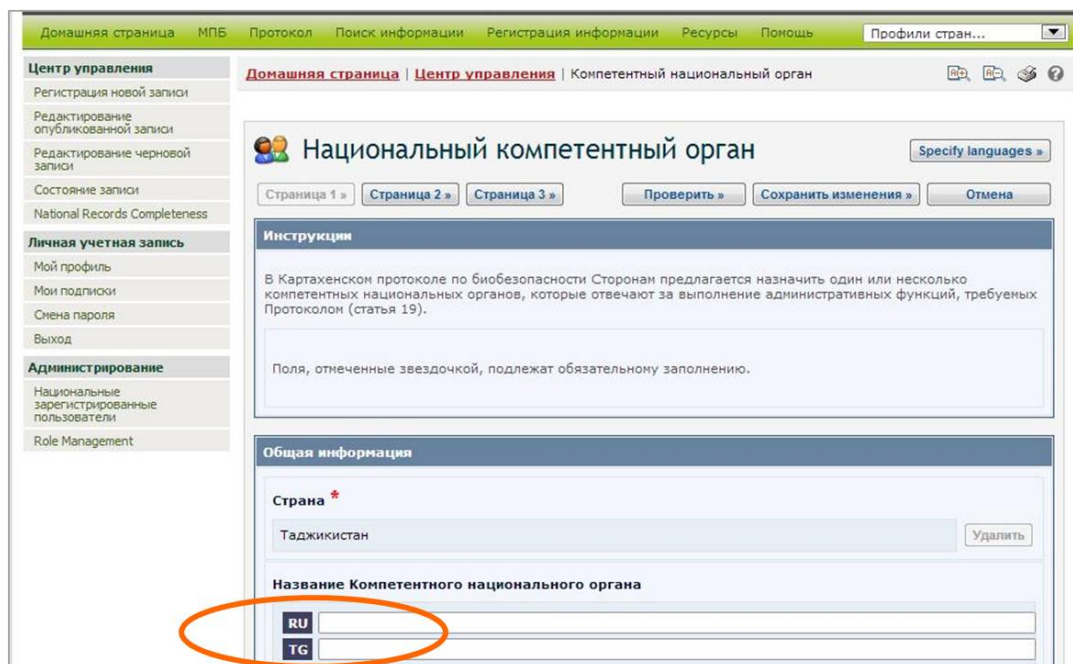 Домашняя страница МПБ Протокол Поиск информации Регистрация информации Ресурсы Помощь Профили стран...
Центр управления
Регистрация новой записи
Редактирование
опубликованной записи
Редактирование черновой
записи
Состояние записи
National Records Completeness
Личная учетная запись
Мой профиль
Мои подписки
Смена пароля
Выход
Администрирование
Национальные
зарегистрированные
пользователи
Role Management
Домашняя страница | Центр управления | Компетентный национальный орган
Национальный компетентный орган
Specify languages »
Страница 1 » Страница 2 » Страница 3 » Проверить » Сохранить изменения » Отмена
Инструкции
В Картахенском протоколе по биобезопасности Сторонам предлагается назначить один или несколько
компетентных национальных органов, которые отвечают за выполнение административных функций, требуемых
Протоколом (статья 19).
Поля, отмеченные звездочкой, подлежат обязательному заполнению.
Общая информация
Страна *
Таджикистан Удалить
Название Компетентного национального органа
RU
TG